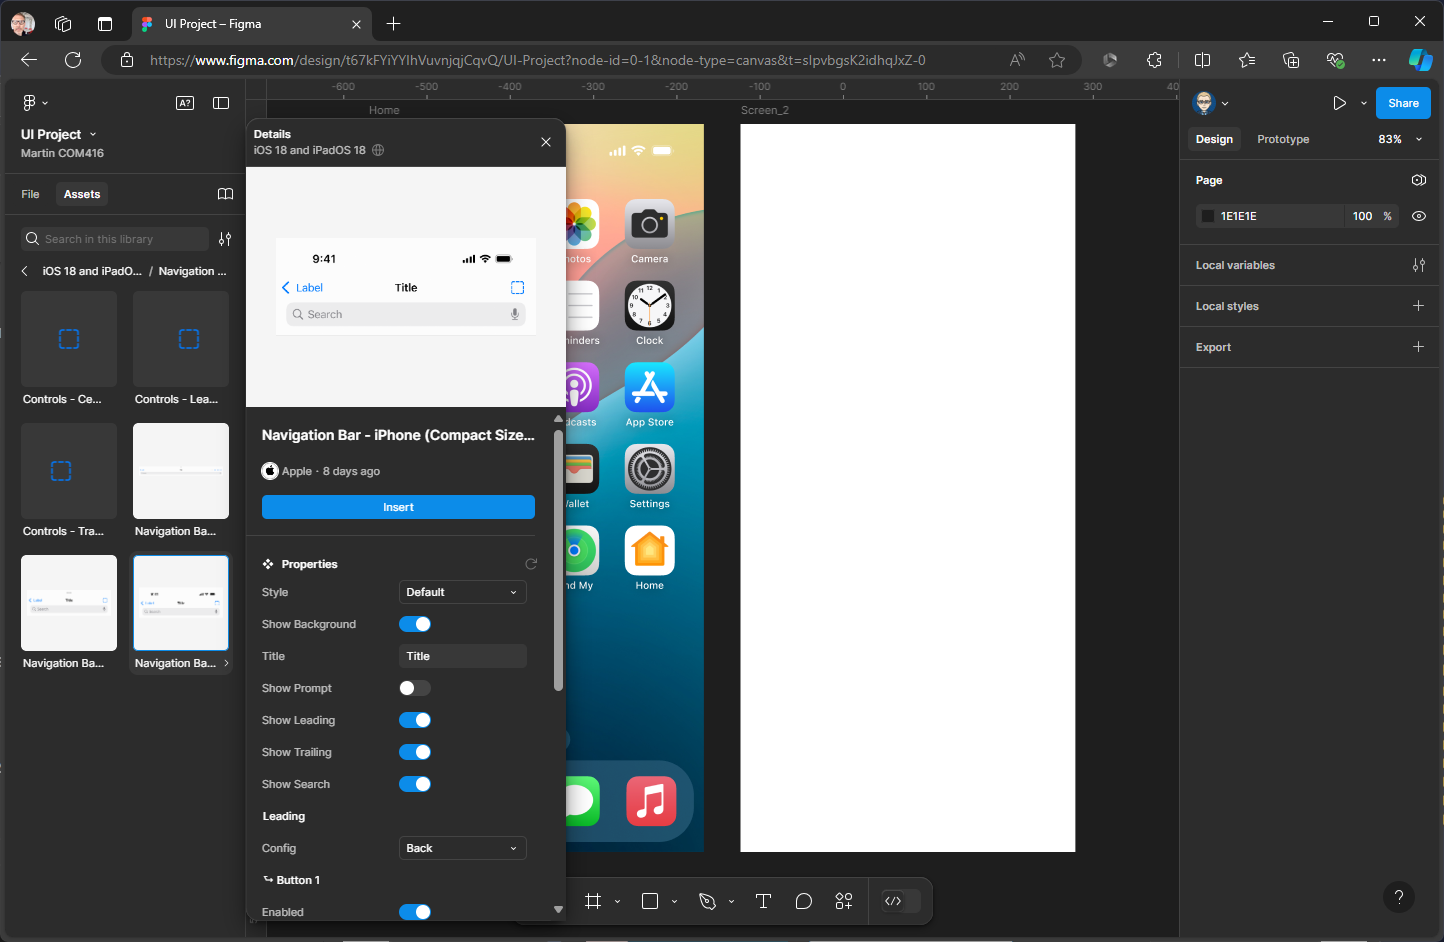 UI Project – Figma
https://www.figma.com/design/t67kFYiYYIhVuvnjqjCqvQ/UI-Project?node-id=0-1&node-type=canvas&t=sIpvbgsK2idhqJxZ-0
A
A?
UI Project
Martin COM416
File
Assets
Search in this library
iOS 18 and iPadO... / Navigation ...
Controls - Ce...
Controls - Lea...
Controls - Tra...
Navigation Ba...
Navigation Ba...
Navigation Ba...
-600
-500
-400
-300
-200
-100
0
100
200
300
40
Home
Screen_2
Details
iOS 18 and iPadOS 18
9:41
Label
Title
Search
Navigation Bar - iPhone (Compact Size...
Apple · 8 days ago
Insert
Properties
Style
Default
Show Background
Title
Title
Show Prompt
Show Leading
Show Trailing
Show Search
Leading
Config
Back
Button 1
Enabled
hotos
Camera
ninders
Clock
dcasts
App Store
Vallet
Settings
nd My
Home
Share
Design
Prototype
83%
Page
1E1E1E
100 %
Local variables
Local styles
Export
?